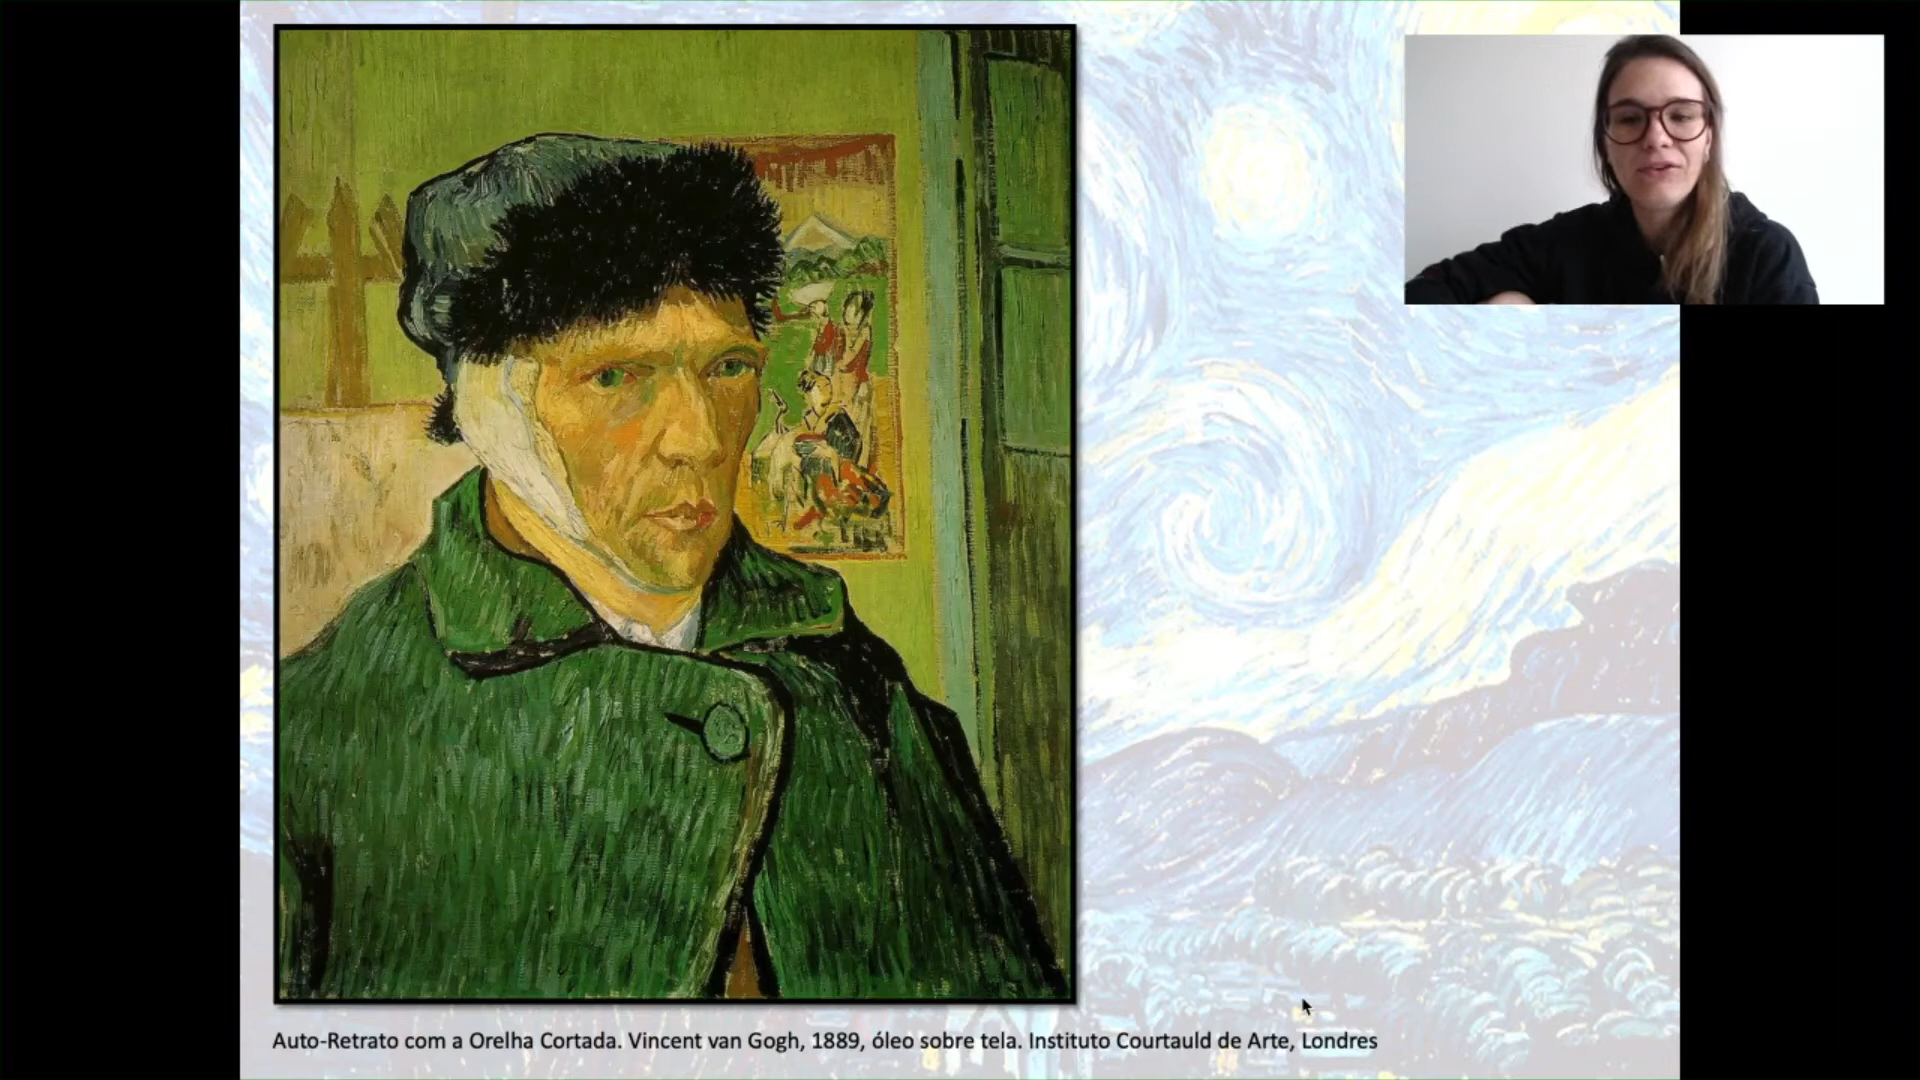 Auto-Retrato com a Orelha Cortada. Vincent van Gogh, 1889, óleo sobre tela. Instituto Courtauld de Arte, Londres